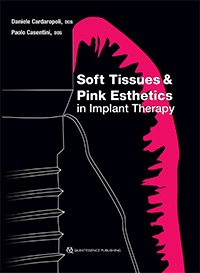 Daniele Cardaropoli, DDS
Paolo Casentini, DDS
Soft Tissues &
Pink Esthetics
in Implant Therapy
QUINTESSENCE PUBLISHING